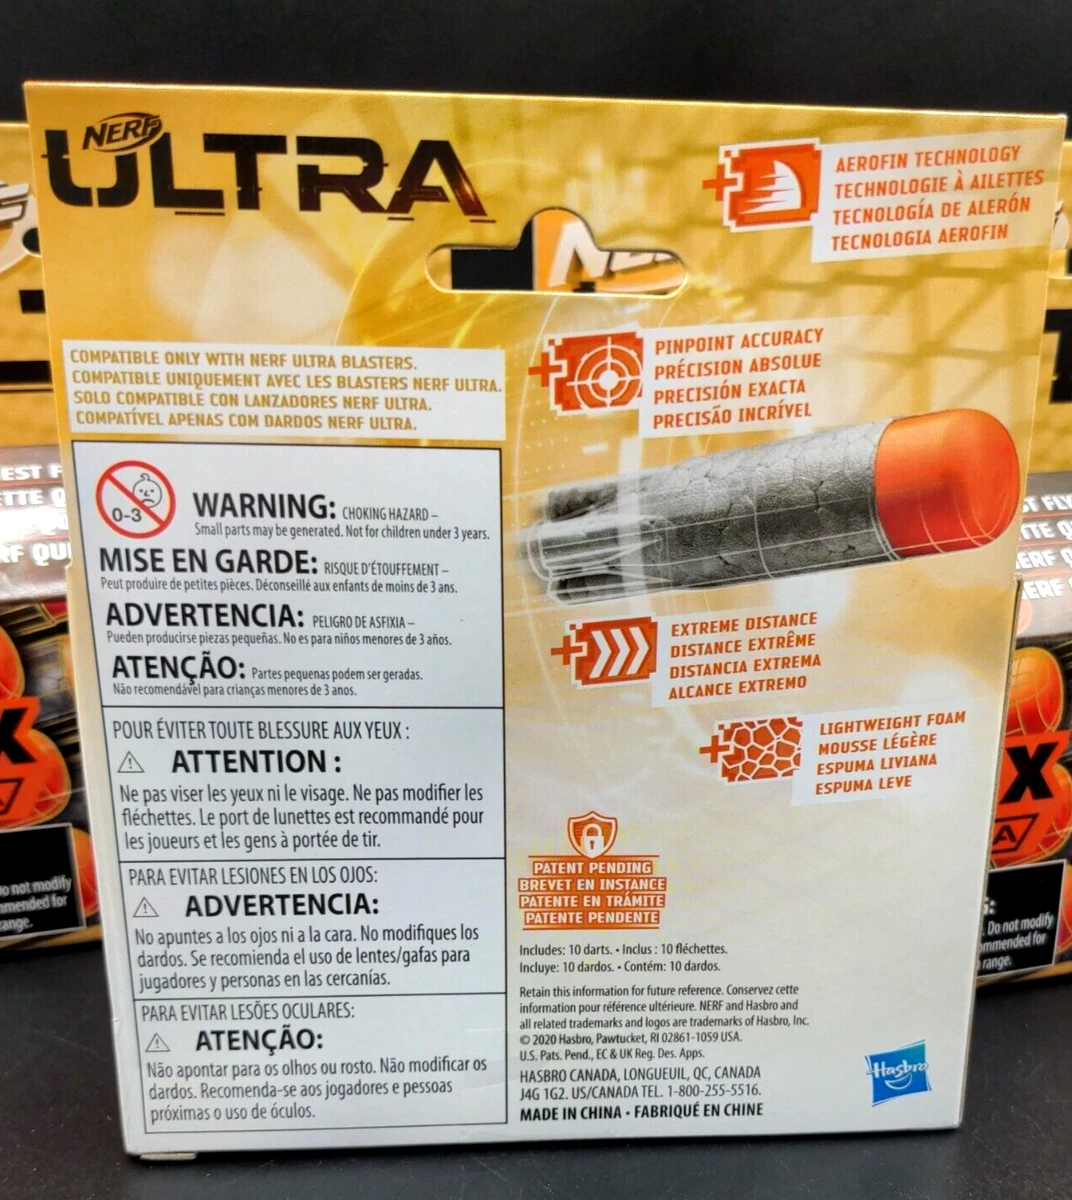 NERF
ULTRA
AEROFIN TECHNOLOGY
TECHNOLOGIE À AILETTES
TECNOLOGÍA DE ALERÓN
TECNOLOGIA AEROFIN
PINPOINT ACCURACY
PRÉCISION ABSOLUE
PRECISIÓN EXACTA
PRECISÃO INCRÍVEL
COMPATIBLE ONLY WITH NERF ULTRA BLASTERS.
COMPATIBLE UNIQUEMENT AVEC LES BLASTERS NERF ULTRA.
SOLO COMPATIBLE CON LANZADORES NERF ULTRA.
COMPATÍVEL APENAS COM DARDOS NERF ULTRA.
0-3
WARNING: CHOKING HAZARD –
Small parts may be generated. Not for children under 3 years.
MISE EN GARDE: RISQUE D'ÉTOUFFEMENT –
Peut produire de petites pièces. Déconseillé aux enfants de moins de 3 ans.
ADVERTENCIA: PELIGRO DE ASFIXIA –
Pueden producirse piezas pequeñas. No es para niños menores de 3 años.
ATENÇÃO: Partes pequenas podem ser geradas.
Não recomendável para crianças menores de 3 anos.
POUR ÉVITER TOUTE BLESSURE AUX YEUX :
ATTENTION :
Ne pas viser les yeux ni le visage. Ne pas modifier les
fléchettes. Le port de lunettes est recommandé pour
les joueurs et les gens à portée de tir.
PARA EVITAR LESIONES EN LOS OJOS:
ADVERTENCIA:
No apuntes a los ojos ni a la cara. No modifiques los
dardos. Se recomienda el uso de lentes/gafas para
jugadores y personas en las cercanías.
PARA EVITAR LESÕES OCULARES:
ATENÇÃO:
Não apontar para os olhos ou rosto. Não modificar os
dardos. Recomenda-se aos jogadores e pessoas
próximas o uso de óculos.
EXTREME DISTANCE
DISTANCE EXTRÊME
DISTANCIA EXTREMA
ALCANCE EXTREMO
LIGHTWEIGHT FOAM
MOUSSE LÉGÈRE
ESPUMA LIVIANA
ESPUMA LEVE
PATENT PENDING
BREVET EN INSTANCE
PATENTE EN TRÁMITE
PATENTE PENDENTE
Includes: 10 darts. • Inclus : 10 fléchettes.
Incluye: 10 dardos. • Contém: 10 dardos.
Retain this information for future reference. Conservez cette
information pour référence ultérieure. NERF and Hasbro and
all related trademarks and logos are trademarks of Hasbro, Inc.
© 2020 Hasbro, Pawtucket, RI 02861-1059 USA.
U.S. Pats. Pend., EC & UK Reg. Des. Apps.
HASBRO CANADA, LONGUEUIL, QC, CANADA
J4G 1G2. US/CANADA TEL. 1-800-255-5516.
MADE IN CHINA • FABRIQUÉ EN CHINE
Hasbro
X
Do not modify
range.